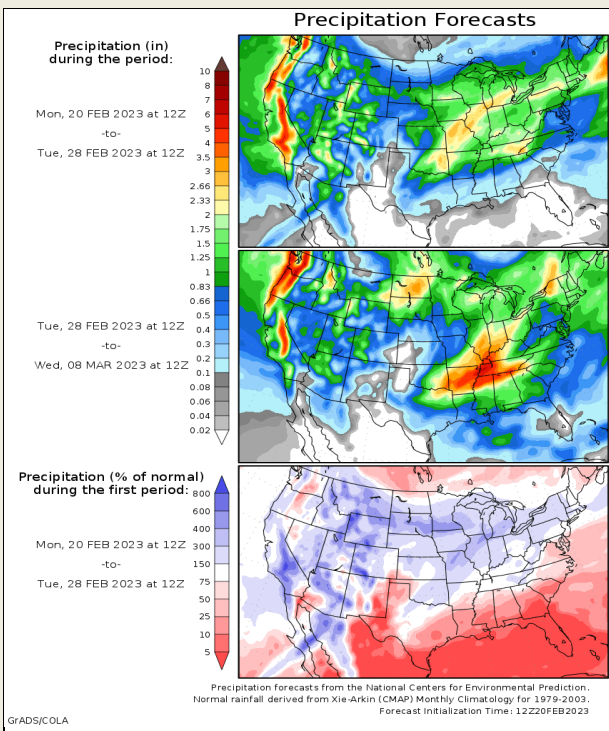 Precipitation Forecasts
Precipitation (in)
during the period:
Mon, 20 FEB 2023 at 12Z
-to-
Tue, 28 FEB 2023 at 12Z
10
8
7
6
5
4
3.5
3
2.66
2.33
2
1.75
1.5
1.25
1
0.83
0.66
0.5
0.4
0.3
0.2
0.1
0.08
0.06
0.04
0.02
Tue, 28 FEB 2023 at 12Z
-to-
Wed, 08 MAR 2023 at 12Z
Precipitation (% of normal)
during the first period:
Mon, 20 FEB 2023 at 12Z
-to-
Tue, 28 FEB 2023 at 12Z
800
600
400
300
150
75
50
25
10
5
Precipitation forecasts from the National Centers for Environmental Prediction.
Normal rainfall derived from Xie-Arkin (CMAP) Monthly Climatology for 1979-2003.
Forecast Initialization Time: 12Z20FEB2023
GrADS/COLA